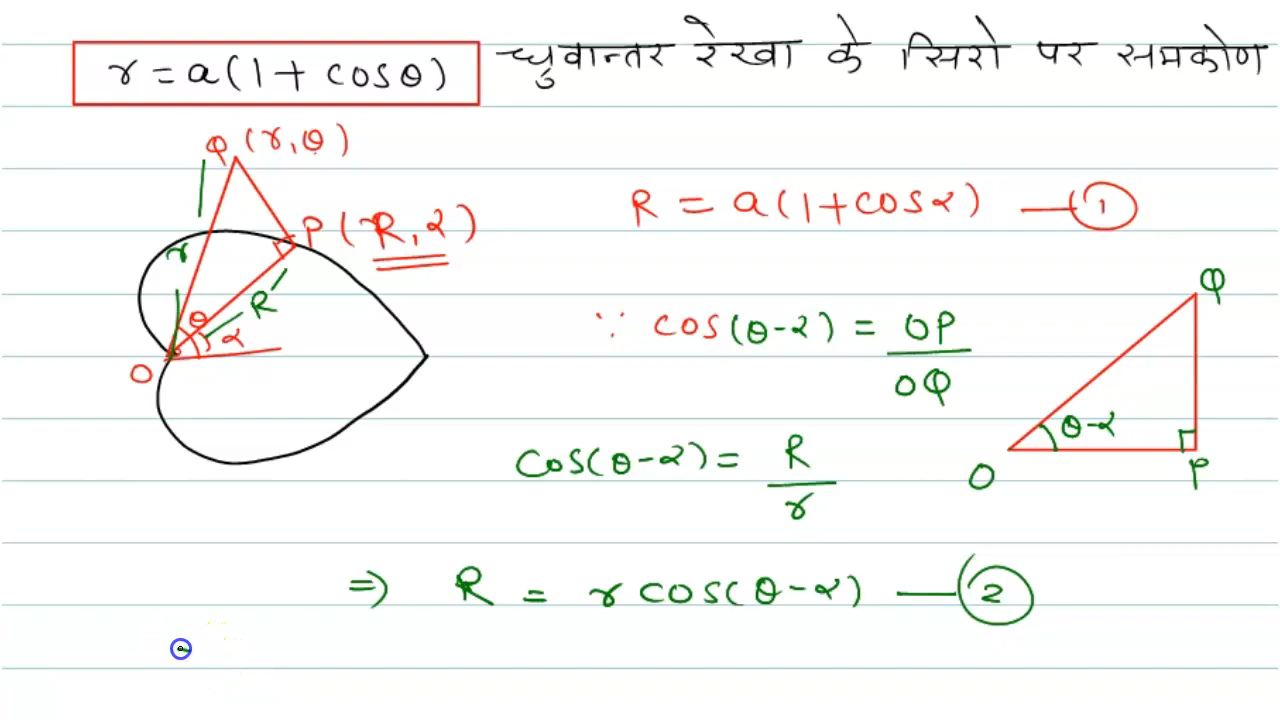 r = a(1 + cosθ) ध्रुवान्तर रेखा के सिरो पर समकोण
Q (r, θ)
P (R, α)
R = a(1+cosα) — ①
r
R
θ
α
O
∵ cos(θ-α) = OP/OQ
Q
θ-α
O
P
cos(θ-α) = R/r
⇒ R = r cos(θ-α) — ②